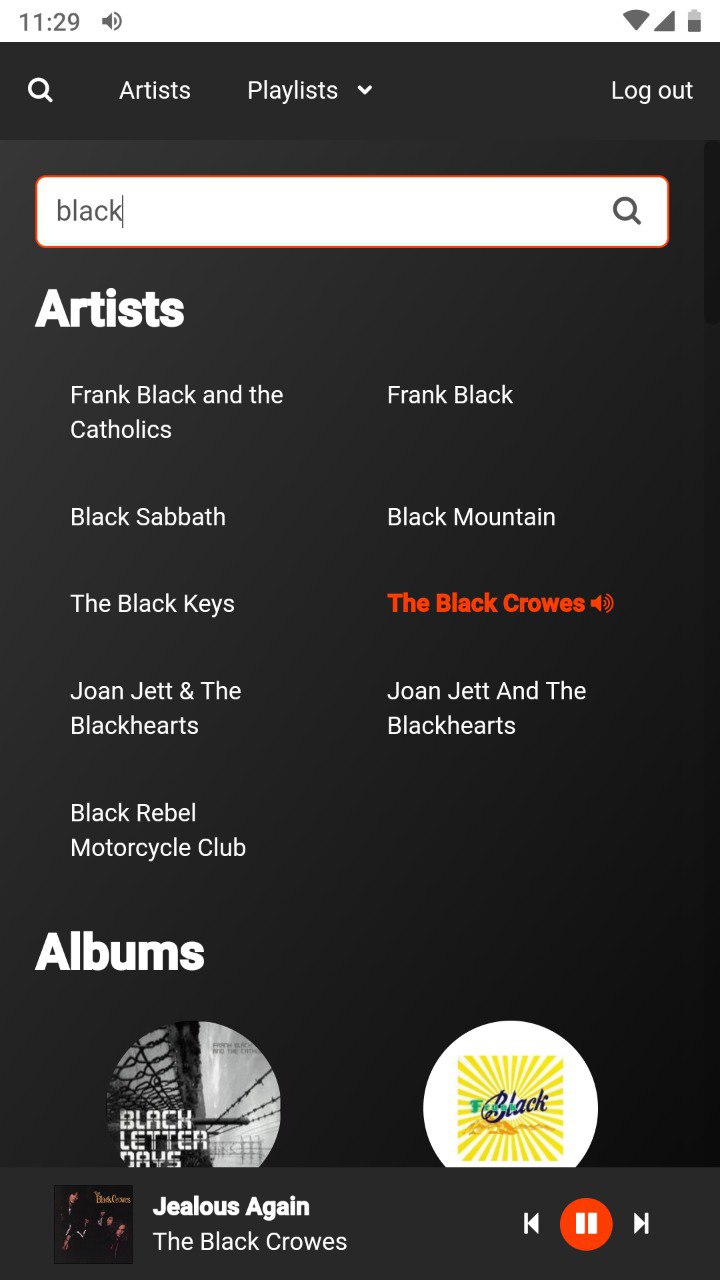 11:29
Artists
Playlists
Log out
black
Artists
Frank Black and the
Catholics
Frank Black
Black Sabbath
Black Mountain
The Black Keys
The Black Crowes
Joan Jett & The
Blackhearts
Joan Jett And The
Blackhearts
Black Rebel
Motorcycle Club
Albums
FRANK BLACK
AND THE CATHOL
BLACK
LETTER
DAYS
Frank
Black
The Black Crowes
Jealous Again
The Black Crowes